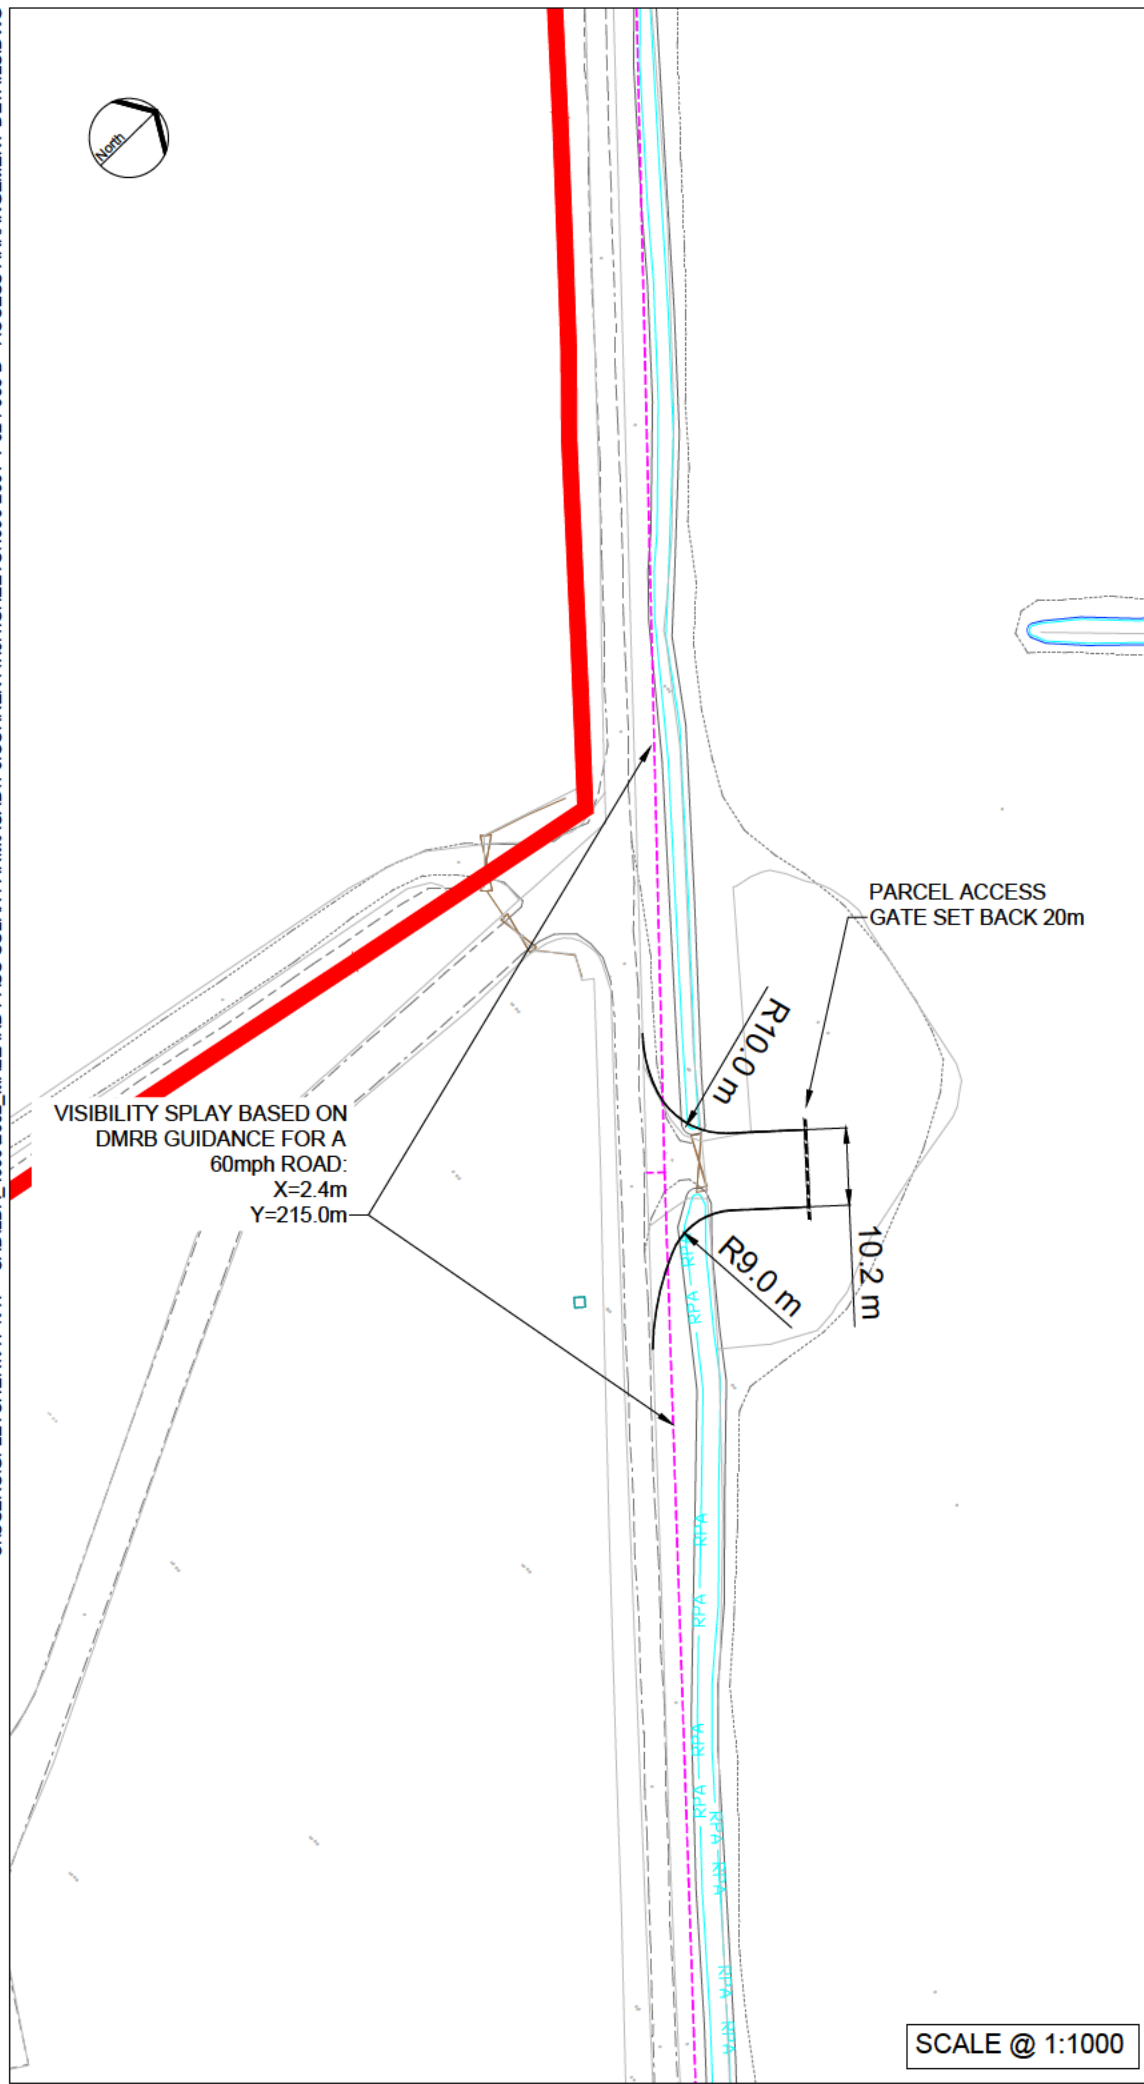 North
PARCEL ACCESS
GATE SET BACK 20m
R10.0 m
VISIBILITY SPLAY BASED ON
DMRB GUIDANCE FOR A
60mph ROAD:
X=2.4m
Y=215.0m
10.2 m
R9.0 m
RPA
RPA
RPA
RPA
RPA
RPA
RPA
RPA
RPA
RPA
SCALE @ 1:1000